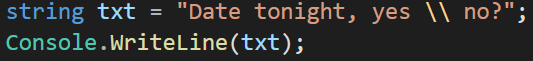 string txt = "Date tonight, yes \\ no?";
Console.WriteLine(txt);